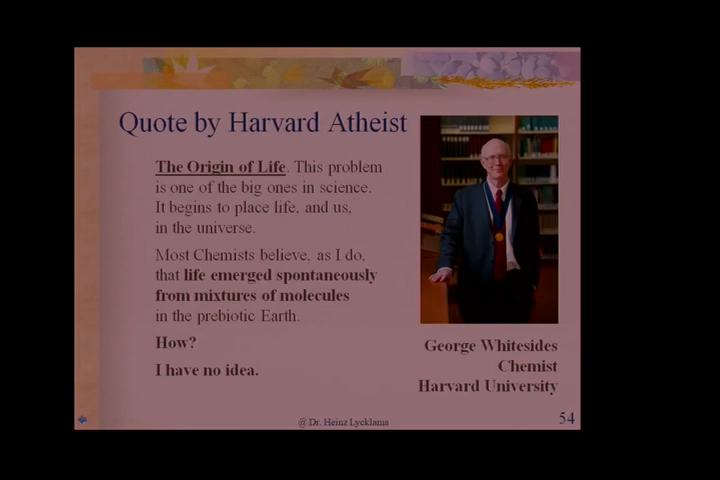 Quote by Harvard Atheist
The Origin of Life. This problem
is one of the big ones in science.
It begins to place life, and us,
in the universe.
Most Chemists believe, as I do,
that life emerged spontaneously
from mixtures of molecules
in the prebiotic Earth.
How?
I have no idea.
George Whitesides
Chemist
Harvard University
@ Dr. Heinz Lycklama
54